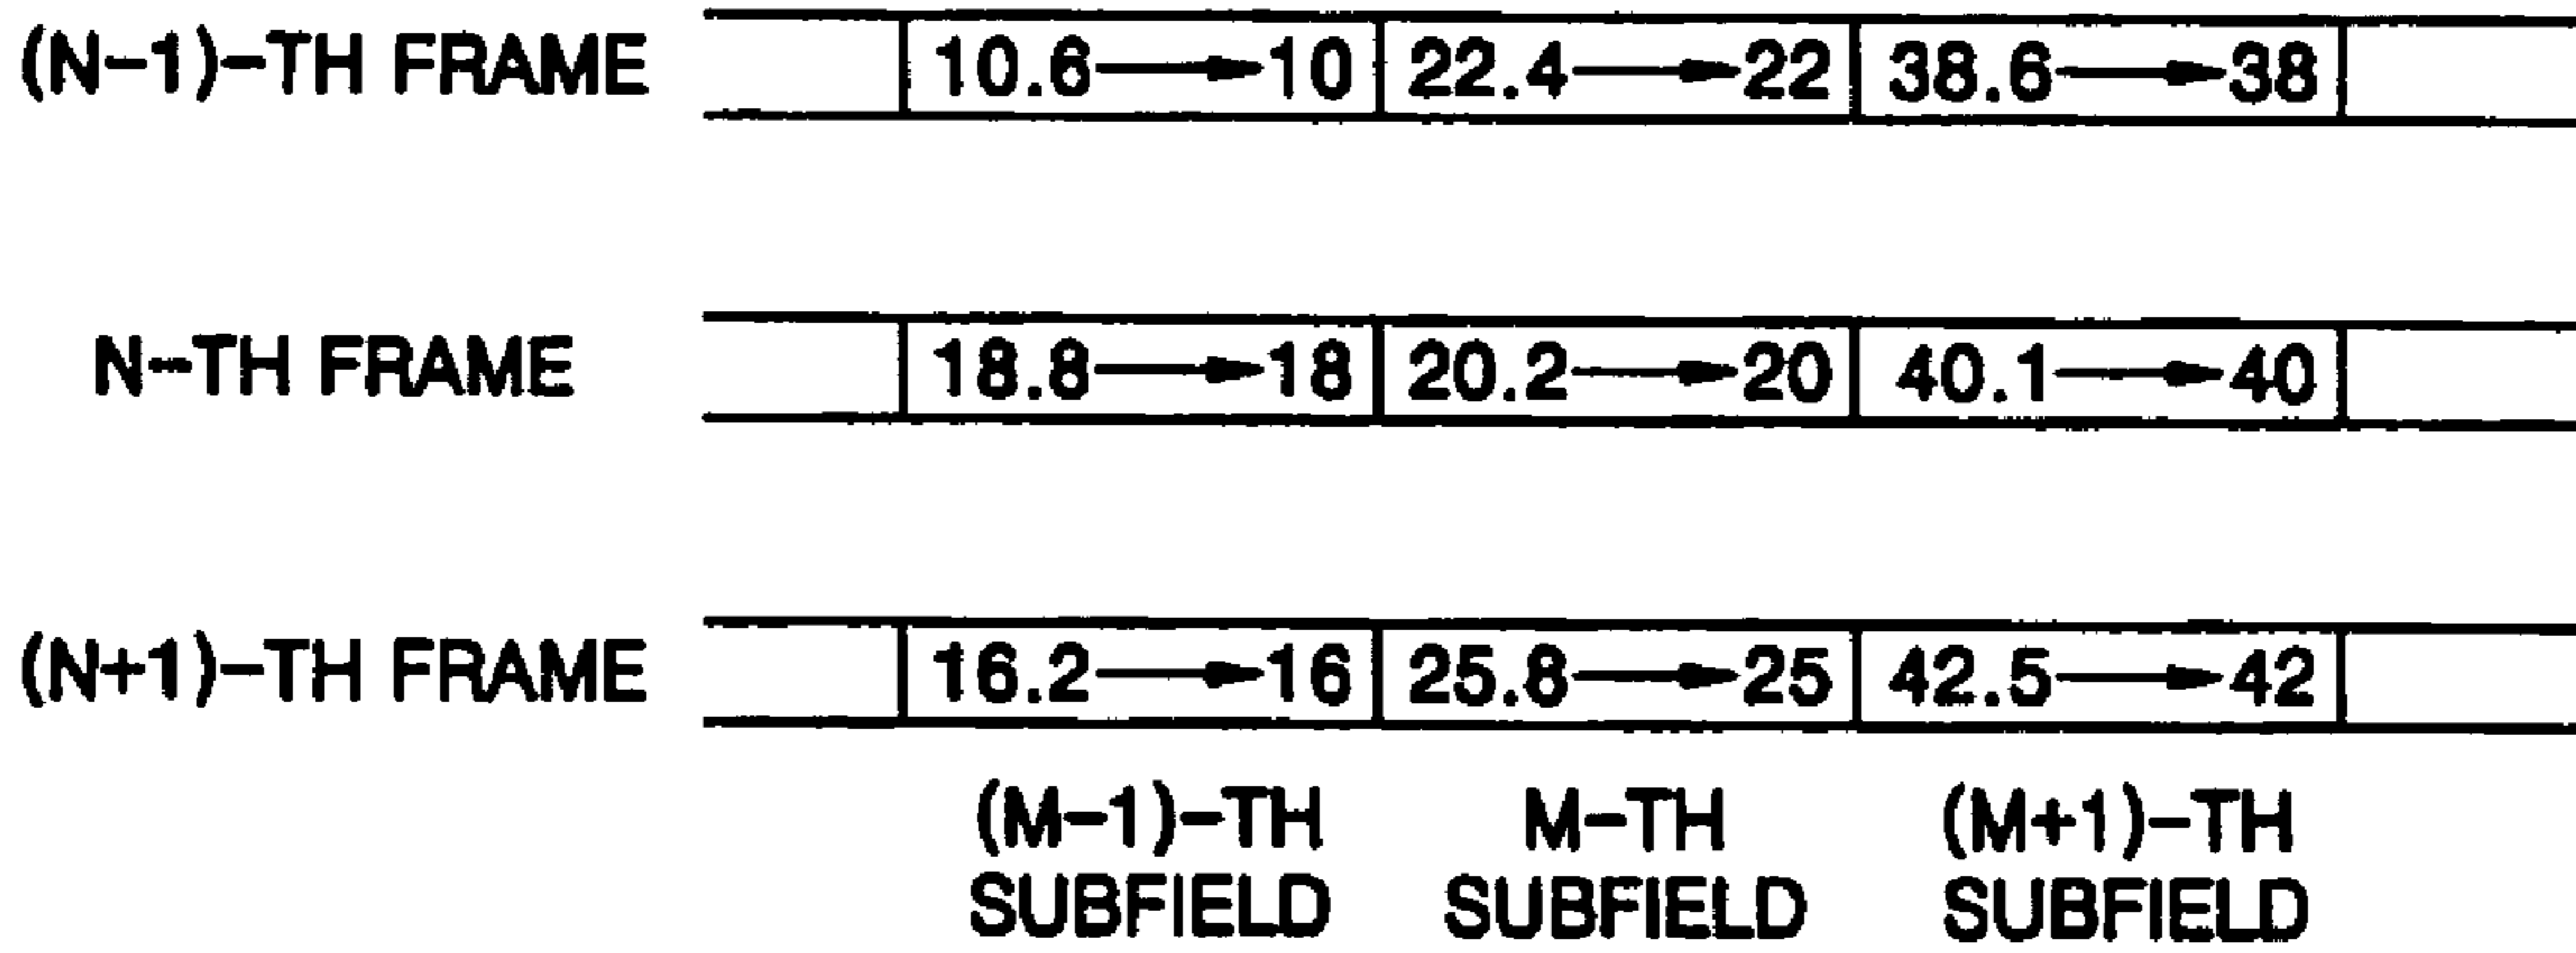 (N-1)-TH FRAME 10.6→10 22.4→22 38.6→38
N-TH FRAME 18.8→18 20.2→20 40.1→40
(N+1)-TH FRAME 16.2→16 25.8→25 42.5→42
(M-1)-TH M-TH (M+1)-TH
SUBFIELD SUBFIELD SUBFIELD